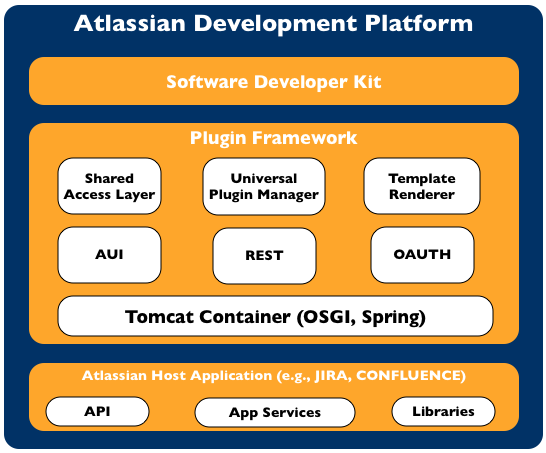 Atlassian Development Platform
Software Developer Kit
Plugin Framework
Shared
Access Layer
Universal
Plugin Manager
Template
Renderer
AUI
REST
OAUTH
Tomcat Container (OSGI, Spring)
Atlassian Host Application (e.g., JIRA, CONFLUENCE)
API
App Services
Libraries